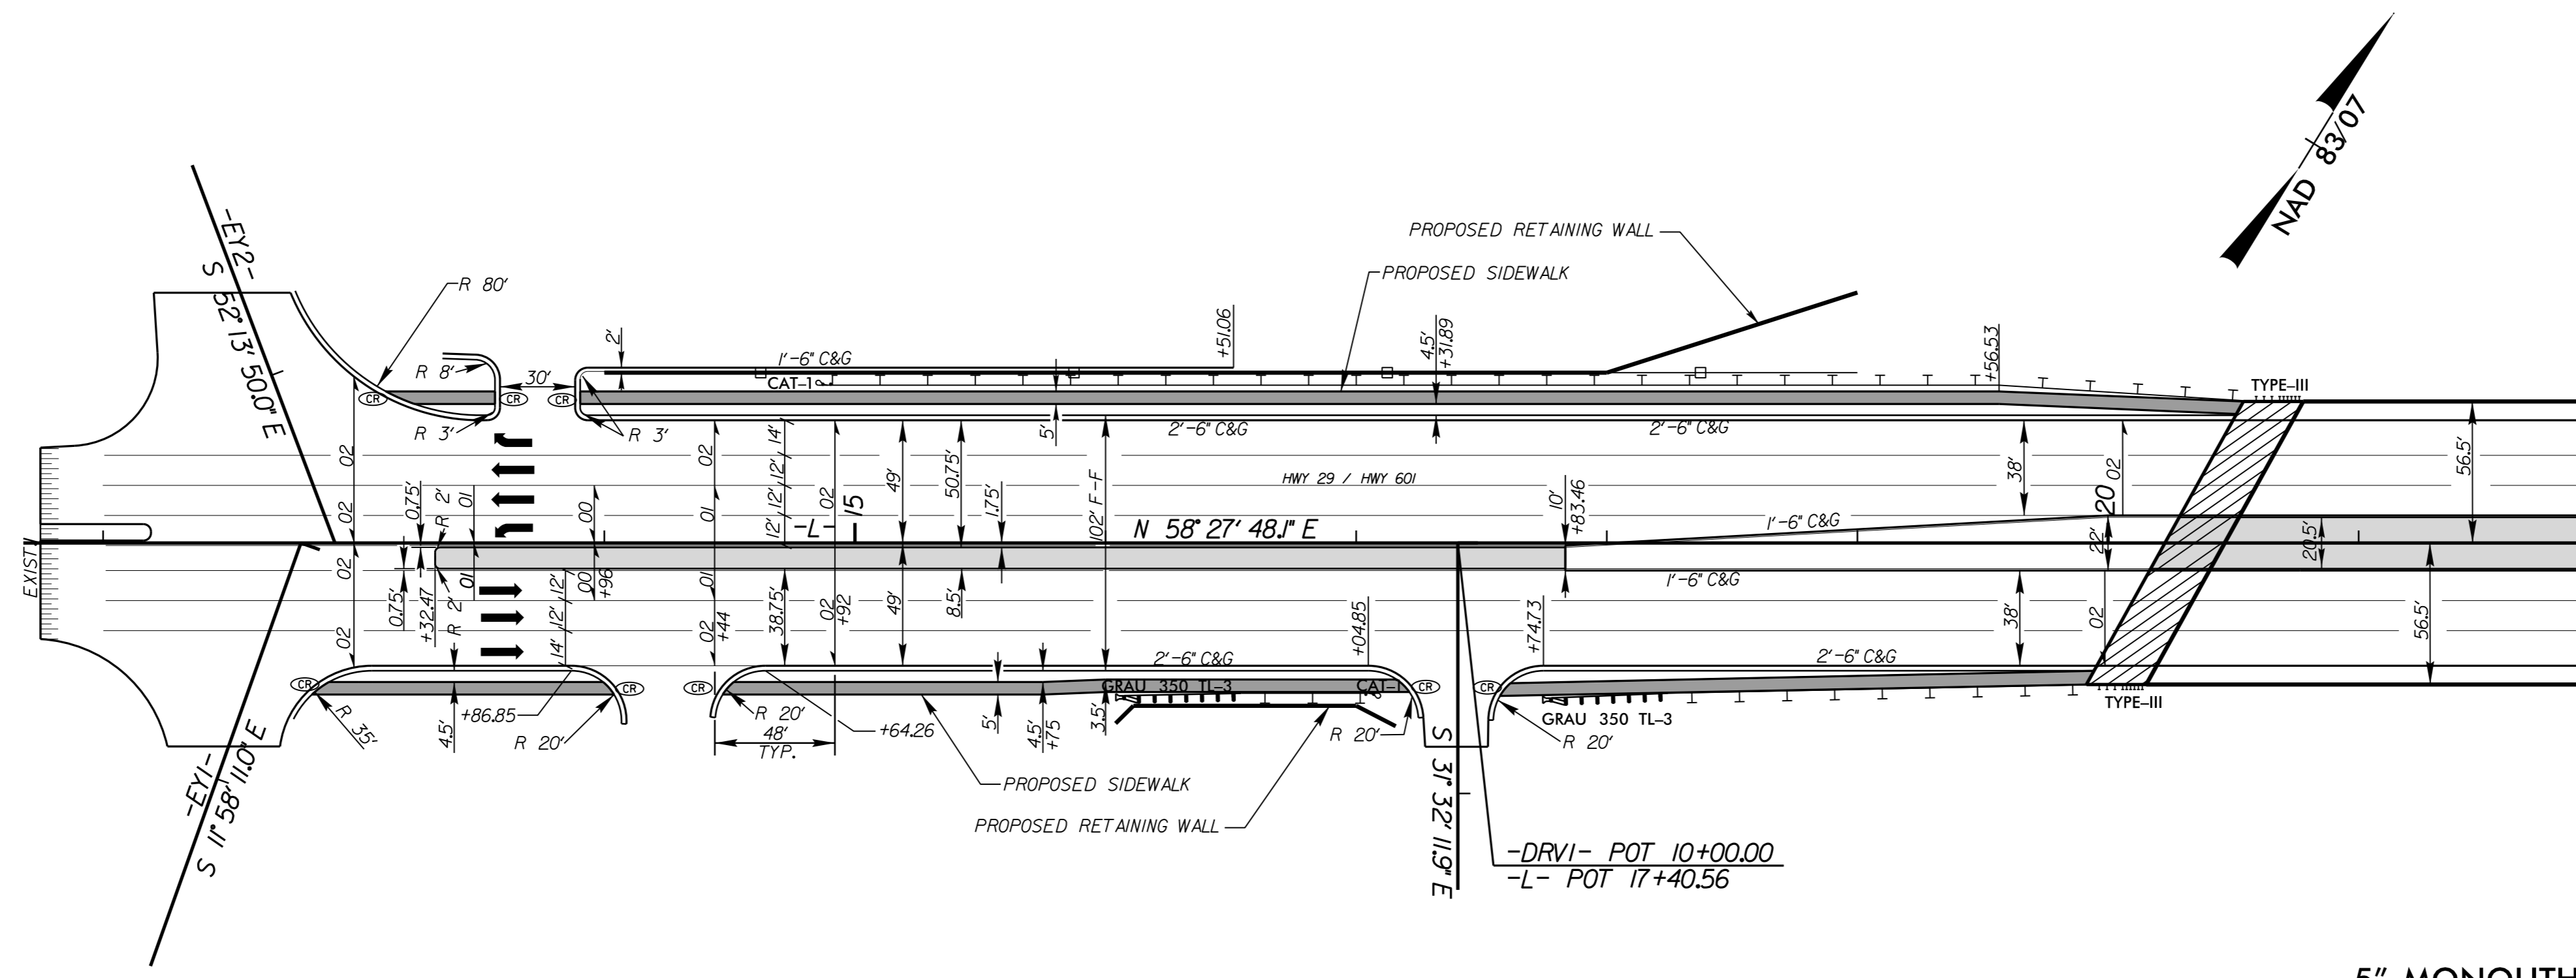 NAD 83/07
-EY2-
S 52° 13' 50.0" E
R 80'
PROPOSED RETAINING WALL
PROPOSED SIDEWALK
2'
+51.06
4.5'
+31.89
+56.53
1'-6" C&G
R 8'
30'
CAT-1
TYPE-III
CR
CR
CR
R 3'
R 3'
5'
2'-6" C&G
2'-6" C&G
02
02
14'
12'
12'
12'
49'
50.75'
1.75'
102' F-F
HWY 29 / HWY 601
38'
02
56.5'
02
0.75'
R 2'
01
00
01
02
15
-L-
N 58° 27' 48.1" E
10'
+83.46
1'-6" C&G
20
22'
20.5'
EXIST
02
02
0.75'
+32.47
R 2'
01
00
+96
14'
12'
12'
01
02
+44
38.75'
02
+92
49'
8.5'
1'-6" C&G
+04.85
+74.73
38'
02
56.5'
2'-6" C&G
2'-6" C&G
CR
CR
CR
GRAU 350 TL-3
CAT-1
CR
CR
R 35'
4.5'
+86.85
R 20'
R 20'
48'
TYP.
+64.26
5'
4.5'
+75
3.5'
R 20'
GRAU 350 TL-3
R 20'
TYPE-III
-EY1-
S 11° 58' 11.0" E
PROPOSED SIDEWALK
PROPOSED RETAINING WALL
S 31° 32' 11.9" E
-DRV1- POT 10+00.00
-L- POT 17+40.56
5" MONOLITH